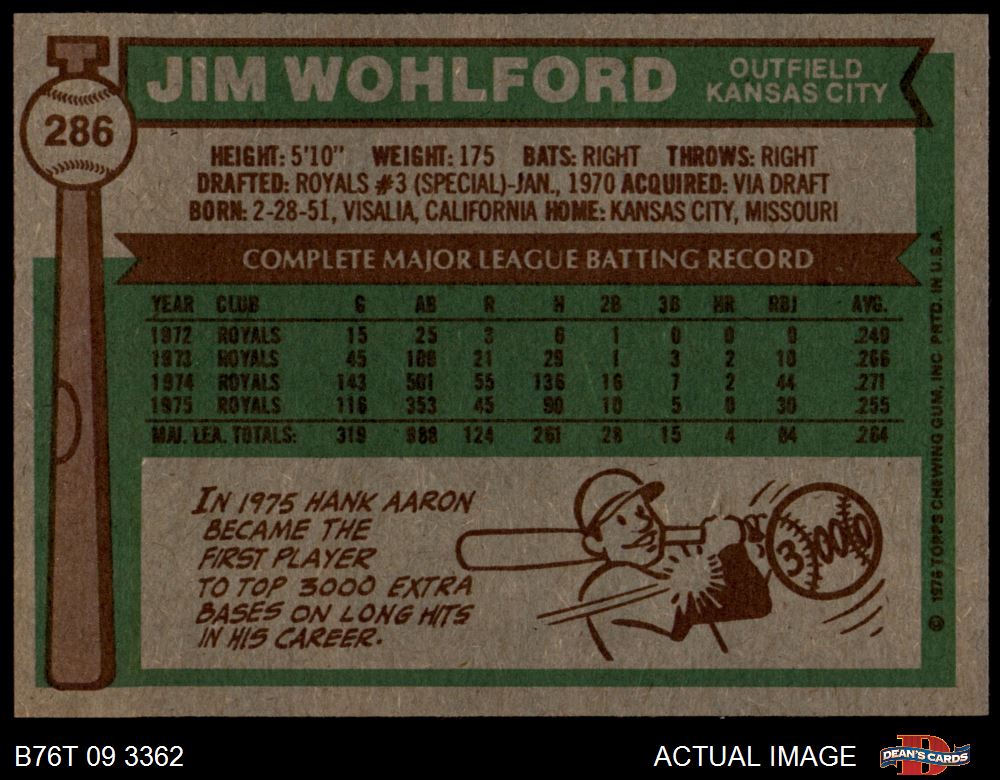 JIM WOHLFORD
OUTFIELD
KANSAS CITY
286
HEIGHT: 5'10" WEIGHT: 175 BATS: RIGHT THROWS: RIGHT
DRAFTED: ROYALS #3 (SPECIAL)-JAN., 1970 ACQUIRED: VIA DRAFT
BORN: 2-28-51, VISALIA, CALIFORNIA HOME: KANSAS CITY, MISSOURI
COMPLETE MAJOR LEAGUE BATTING RECORD
YEAR CLUB G AB R H 2B 3B HR RBI AVG.
1972 ROYALS 15 25 3 6 1 0 0 0 .240
1973 ROYALS 45 109 21 29 1 3 2 10 .266
1974 ROYALS 143 501 55 136 16 7 2 44 .271
1975 ROYALS 116 353 45 90 10 5 0 30 .255
MAJ. LEA. TOTALS: 319 988 124 261 28 15 4 84 .264
IN 1975 HANK AARON
BECAME THE
FIRST PLAYER
TO TOP 3000 EXTRA
BASES ON LONG HITS
IN HIS CAREER.
3,000
© 1976 TOPPS CHEWING GUM, INC PRTD. IN U.S.A.
B76T 09 3362
ACTUAL IMAGE
D
DEAN'S CARDS